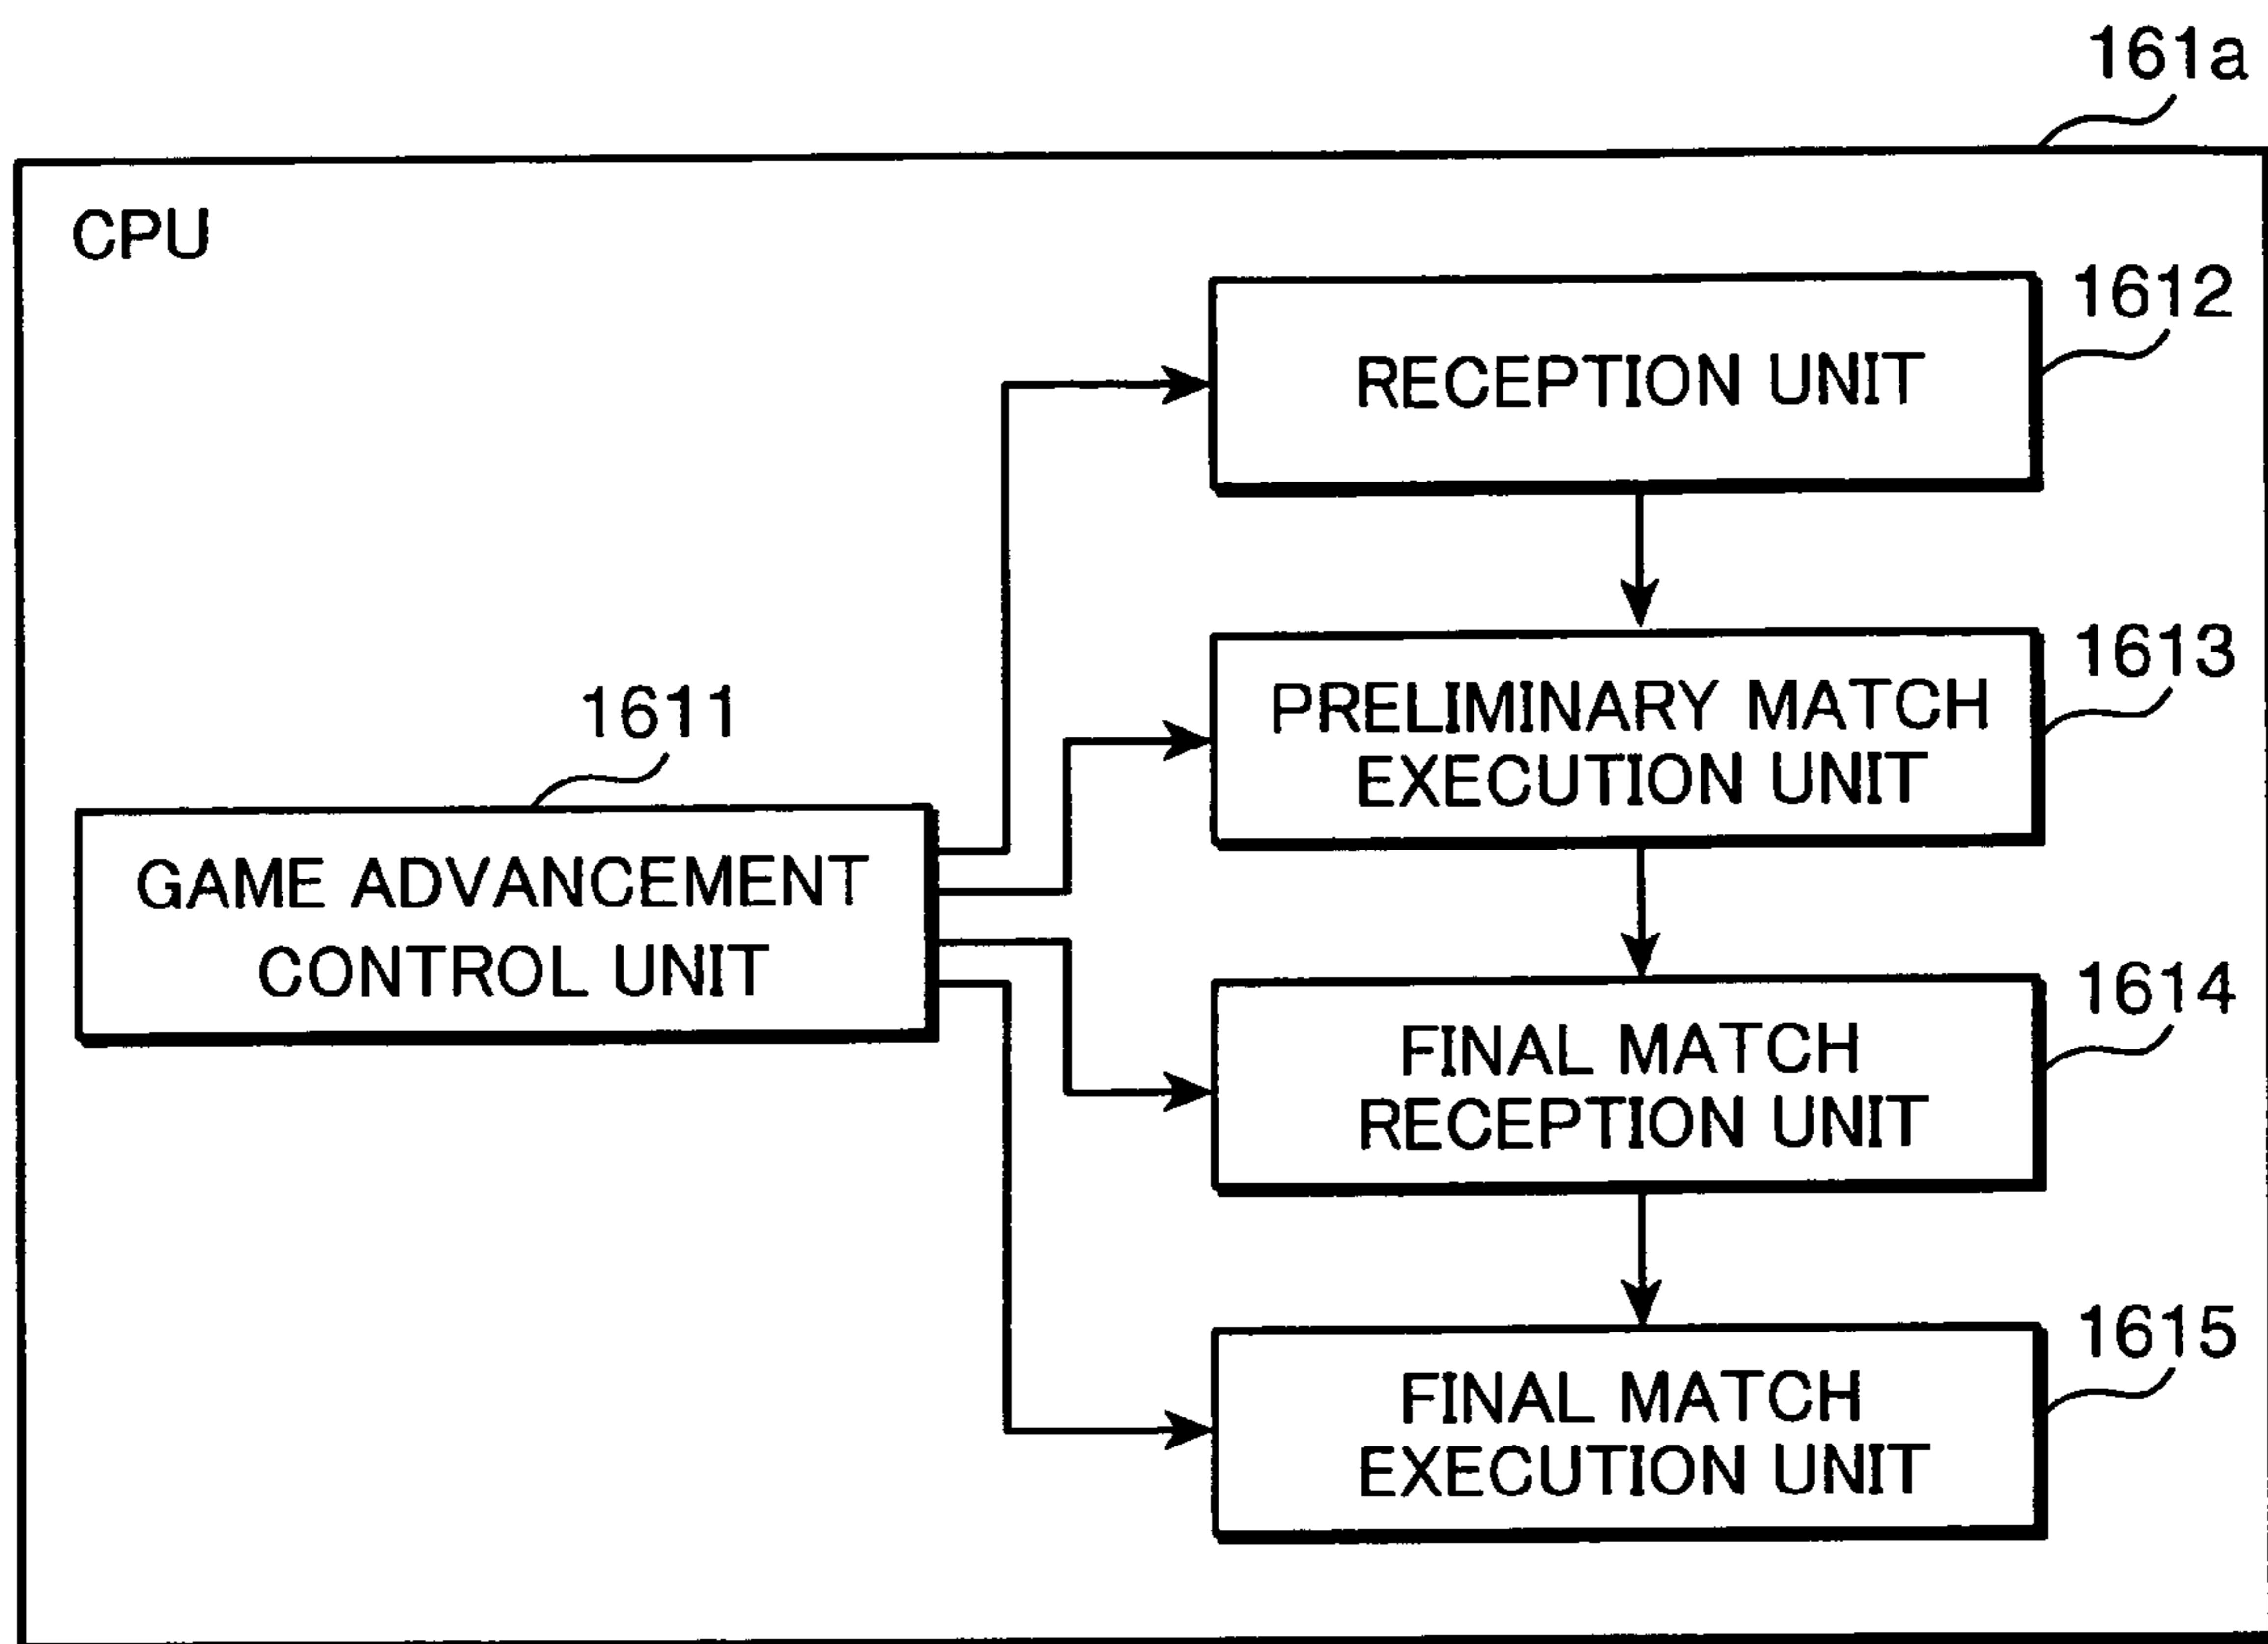 161a
CPU
1612
RECEPTION UNIT
1613
PRELIMINARY MATCH
EXECUTION UNIT
1611
GAME ADVANCEMENT
CONTROL UNIT
1614
FINAL MATCH
RECEPTION UNIT
1615
FINAL MATCH
EXECUTION UNIT